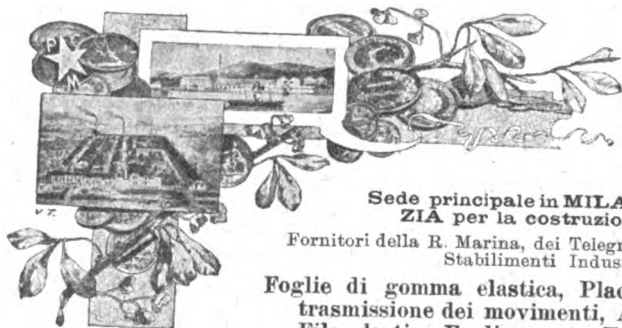 P C
M
V. T.
Sede principale in MILA
ZIA per la costruzio
Fornitori della R. Marina, dei Telegr
Stabilimenti Indus
Foglie di gomma elastica, Plac
trasmissione dei movimenti, A